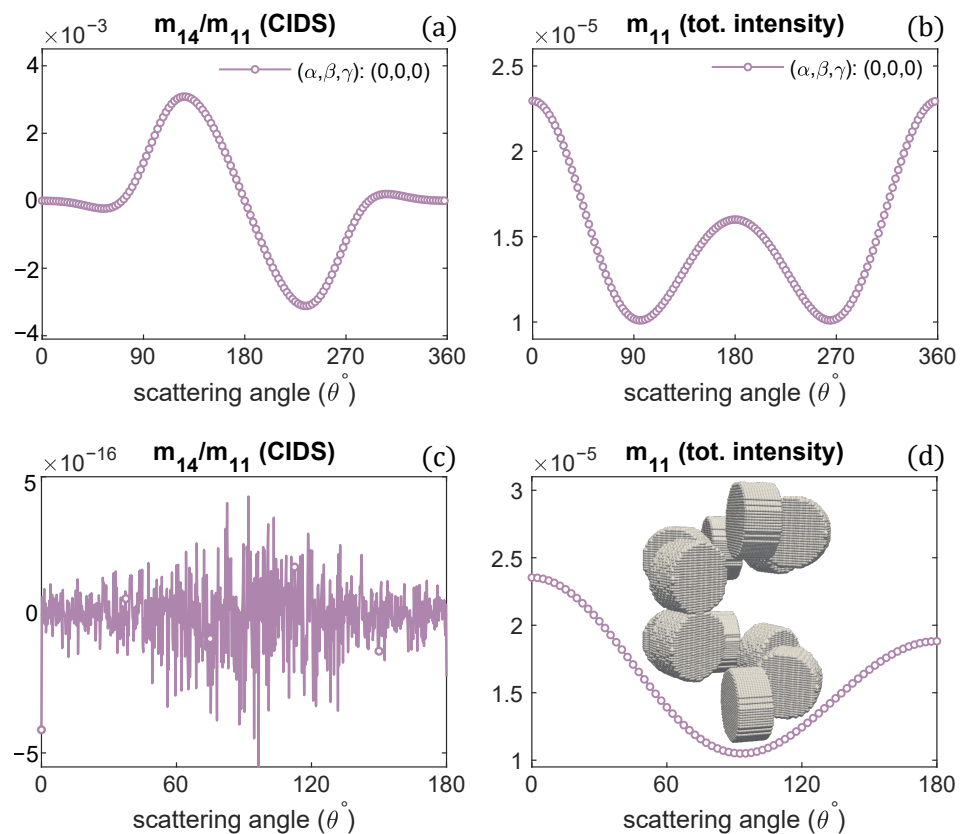 ×10⁻³
m₁₄/m₁₁ (CIDS)
(a)
(α,β,γ): (0,0,0)
4
2
0
−2
−4
0 90 180 270 360
scattering angle (θ°)
×10⁻⁵
m₁₁ (tot. intensity)
(b)
(α,β,γ): (0,0,0)
2.5
2
1.5
1
0 90 180 270 360
scattering angle (θ°)
×10⁻¹⁶
m₁₄/m₁₁ (CIDS)
(c)
5
0
−5
0 60 120 180
scattering angle (θ°)
×10⁻⁵
m₁₁ (tot. intensity)
(d)
3
2.5
2
1.5
1
0 60 120 180
scattering angle (θ°)